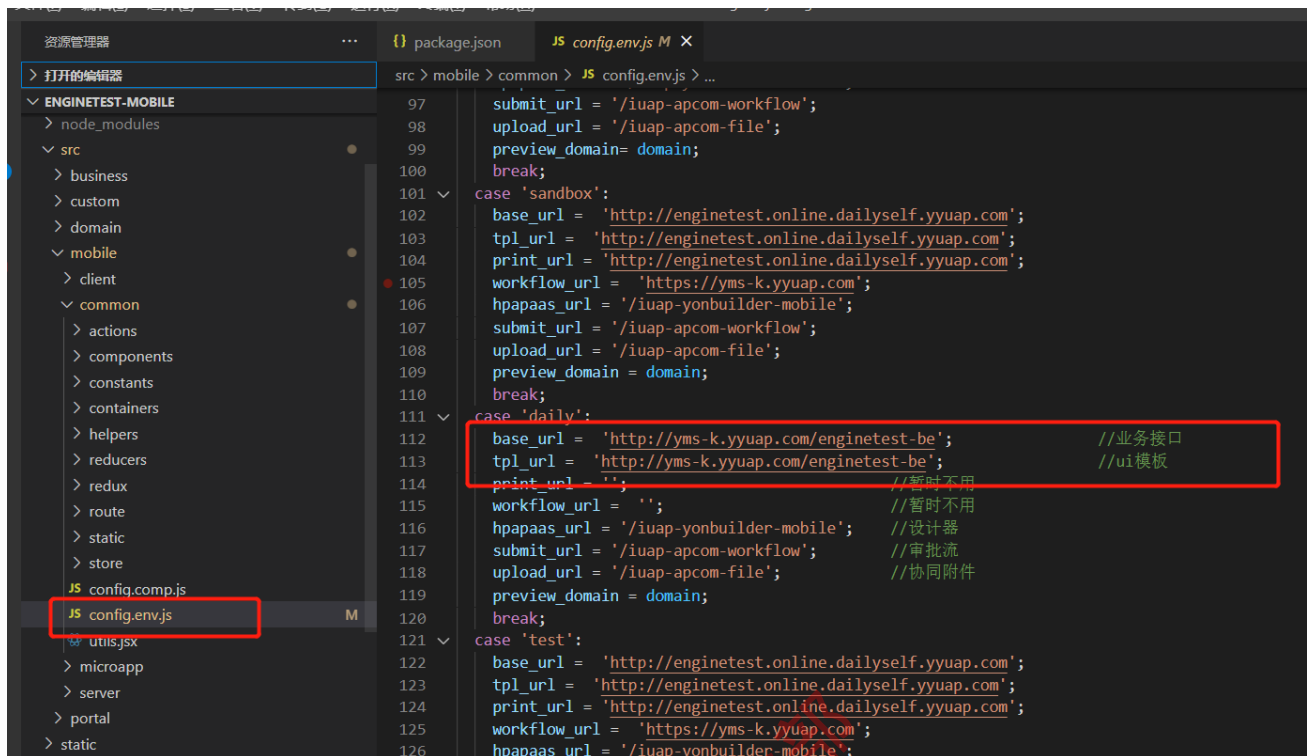 资源管理器
···
打开的编辑器
ENGINETEST-MOBILE
node_modules
src
business
custom
domain
mobile
client
common
actions
components
constants
containers
helpers
reducers
redux
route
static
store
JS config.comp.js
JS config.env.js M
utils.jsx
microapp
server
portal
static
{} package.json
JS config.env.js M ×
src > mobile > common > JS config.env.js > ...
97 submit_url = '/iuap-apcom-workflow';
98 upload_url = '/iuap-apcom-file';
99 preview_domain= domain;
100 break;
101 case 'sandbox':
102 base_url =  'http://enginetest.online.dailyself.yyuap.com';
103 tpl_url =  'http://enginetest.online.dailyself.yyuap.com';
104 print_url = 'http://enginetest.online.dailyself.yyuap.com';
105 workflow_url =  'https://yms-k.yyuap.com';
106 hpapaas_url = '/iuap-yonbuilder-mobile';
107 submit_url = '/iuap-apcom-workflow';
108 upload_url = '/iuap-apcom-file';
109 preview_domain = domain;
110 break;
111 case 'daily':
112 base_url =  'http://yms-k.yyuap.com/enginetest-be'; //业务接口
113 tpl_url =  'http://yms-k.yyuap.com/enginetest-be'; //ui模板
114 print_url = ''; //暂时不用
115 workflow_url =  ''; //暂时不用
116 hpapaas_url = '/iuap-yonbuilder-mobile'; //设计器
117 submit_url = '/iuap-apcom-workflow'; //审批流
118 upload_url = '/iuap-apcom-file'; //协同附件
119 preview_domain = domain;
120 break;
121 case 'test':
122 base_url =  'http://enginetest.online.dailyself.yyuap.com';
123 tpl_url =  'http://enginetest.online.dailyself.yyuap.com';
124 print_url = 'http://enginetest.online.dailyself.yyuap.com';
125 workflow_url =  'https://yms-k.yyuap.com';
126 hpapaas_url = '/iuap-yonbuilder-mobile';